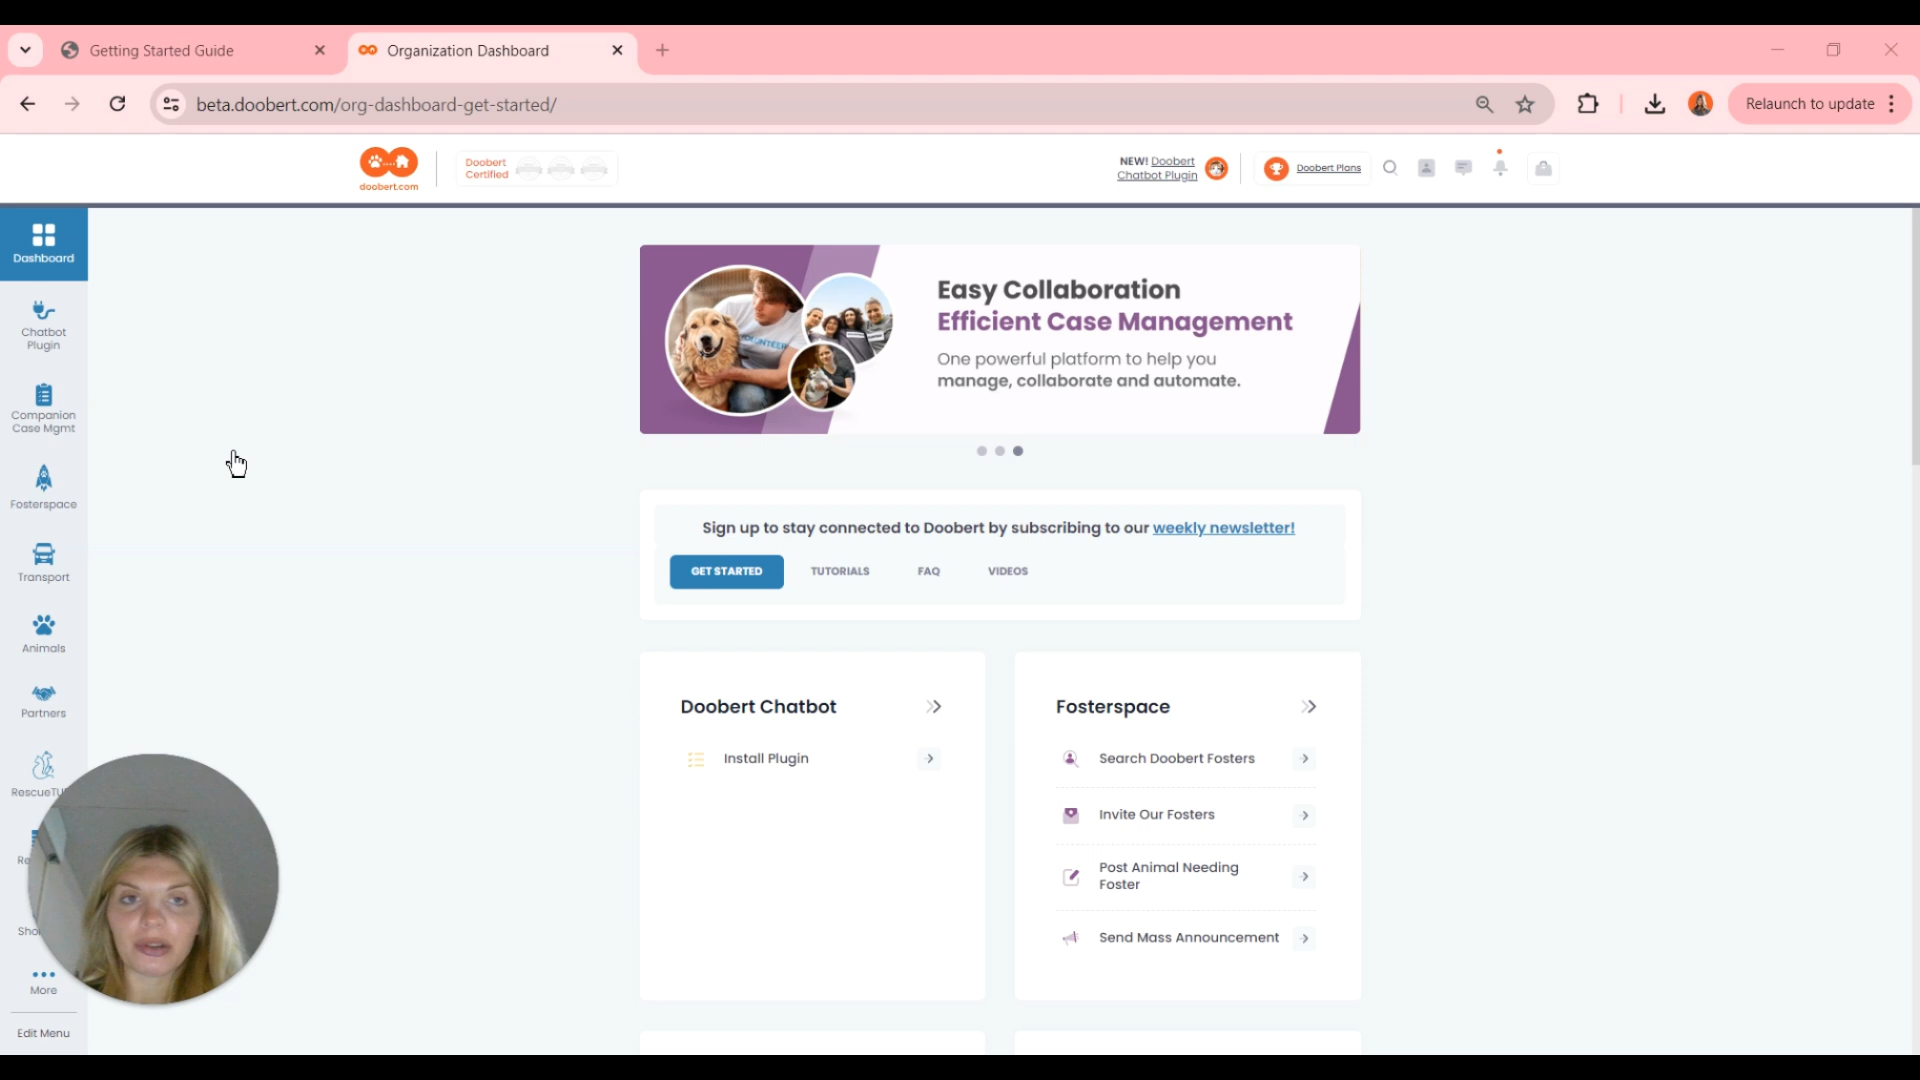 Getting Started Guide
Organization Dashboard
beta.doobert.com/org-dashboard-get-started/
Relaunch to update
doobert.com
Doobert
Certified
NEW! Doobert
Chatbot Plugin
Doobert Plans
Dashboard
Chatbot
Plugin
Companion
Case Mgmt
Fosterspace
Transport
Animals
Partners
More
Edit Menu
Easy Collaboration
Efficient Case Management
One powerful platform to help you
manage, collaborate and automate.
Sign up to stay connected to Doobert by subscribing to our weekly newsletter!
GET STARTED
TUTORIALS
FAQ
VIDEOS
Doobert Chatbot
Install Plugin
Fosterspace
Search Doobert Fosters
Invite Our Fosters
Post Animal Needing
Foster
Send Mass Announcement